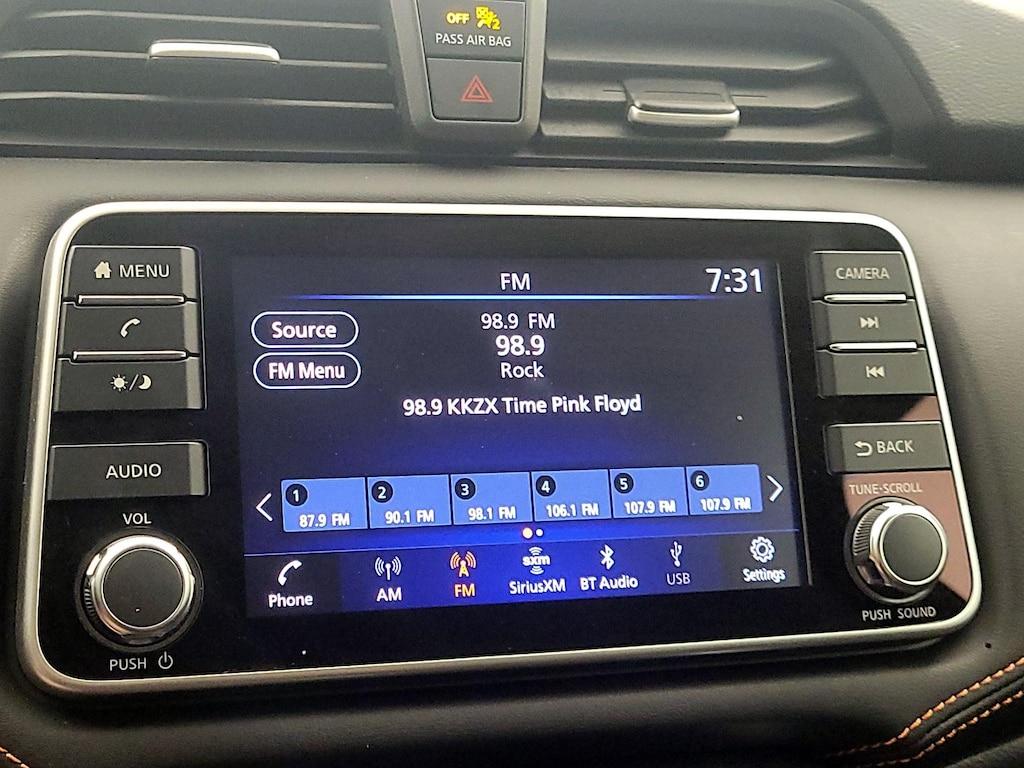 OFF 2
PASS AIR BAG
MENU
AUDIO
VOL
PUSH
FM
7:31
Source
FM Menu
98.9 FM
98.9
Rock
98.9 KKZX Time Pink Floyd
1
87.9 FM
2
90.1 FM
3
98.1 FM
4
106.1 FM
5
107.9 FM
6
107.9 FM
Phone
AM
FM
sxm
SiriusXM
BT Audio
USB
Settings
CAMERA
BACK
TUNE·SCROLL
PUSH SOUND